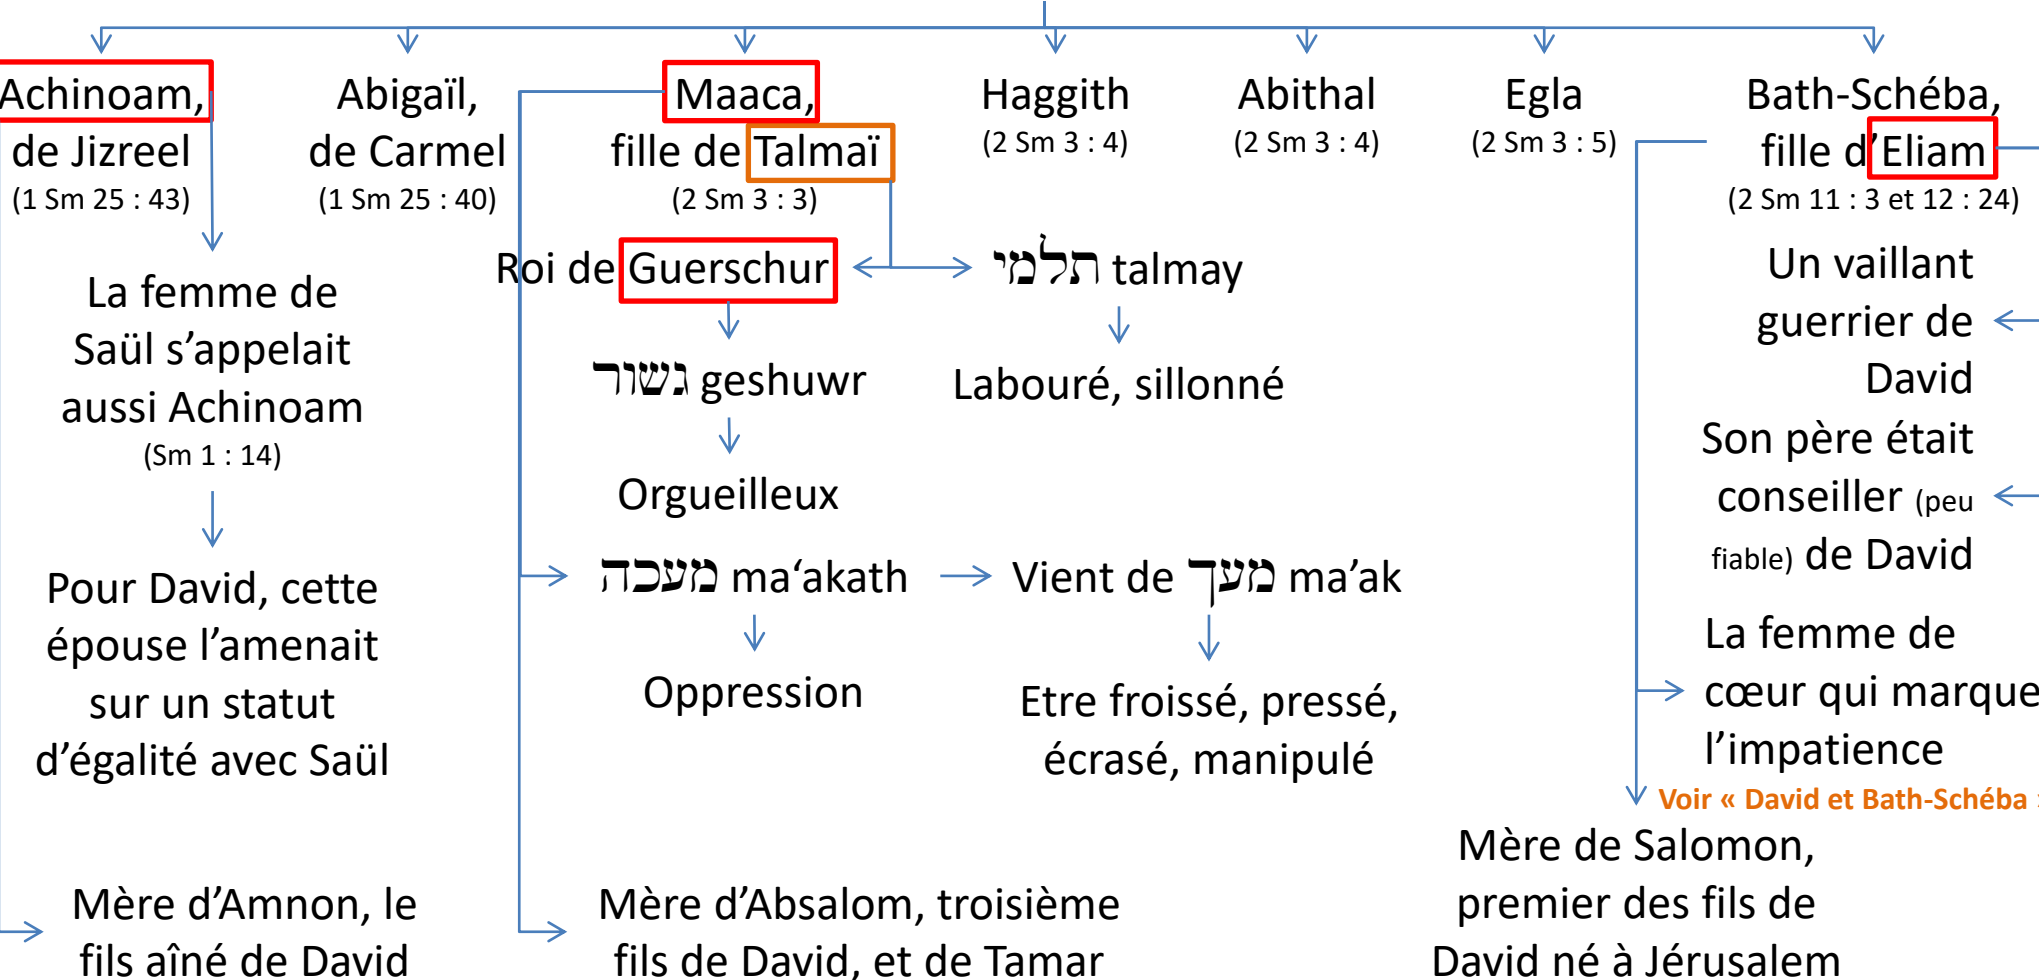 Achinoam,
de Jizreel
(1 Sm 25 : 43)
La femme de
Saül s’appelait
aussi Achinoam
(Sm 1 : 14)
Pour David, cette
épouse l’amenait
sur un statut
d’égalité avec Saül
Mère d’Amnon, le
fils aîné de David
Abigaïl,
de Carmel
(1 Sm 25 : 40)
Maaca,
fille de Talmaï
(2 Sm 3 : 3)
Roi de Guerschur
גשור geshuwr
Orgueilleux
תלמי talmay
Labouré, sillonné
מעכה ma‘akath
Oppression
Vient de מעך ma’ak
Etre froissé, pressé,
écrasé, manipulé
Mère d’Absalom, troisième
fils de David, et de Tamar
Haggith
(2 Sm 3 : 4)
Abithal
(2 Sm 3 : 4)
Egla
(2 Sm 3 : 5)
Bath-Schéba,
fille d’Eliam
(2 Sm 11 : 3 et 12 : 24)
Un vaillant
guerrier de
David
Son père était
conseiller (peu
fiable) de David
La femme de
cœur qui marque
l’impatience
Voir « David et Bath-Schéba »
Mère de Salomon,
premier des fils de
David né à Jérusalem